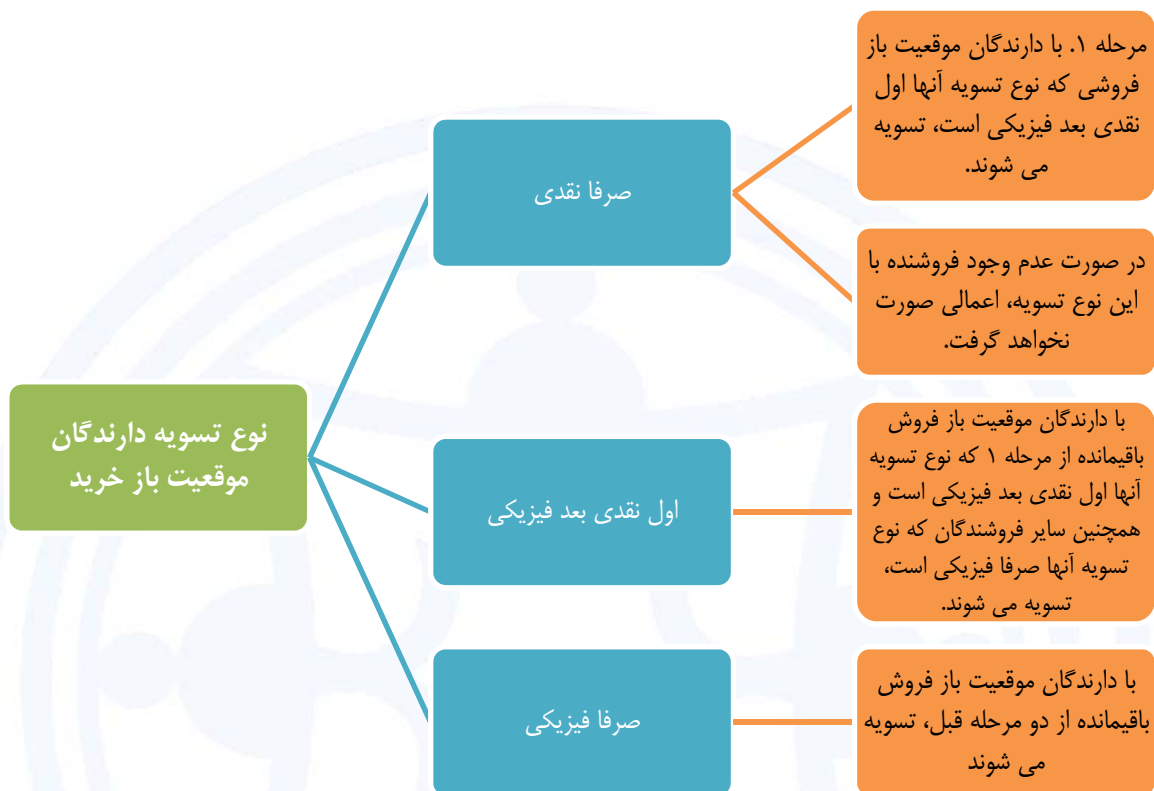 نوع تسویه دارندگان
موقعیت باز خرید
صرفا نقدی
مرحله ۱. با دارندگان موقعیت باز
فروشی که نوع تسویه آنها اول
نقدی بعد فیزیکی است، تسویه
می شوند.
در صورت عدم وجود فروشنده با
این نوع تسویه، اعمالی صورت
نخواهد گرفت.
اول نقدی بعد فیزیکی
با دارندگان موقعیت باز فروش
باقیمانده از مرحله ۱ که نوع تسویه
آنها اول نقدی بعد فیزیکی است و
همچنین سایر فروشندگان که نوع
تسویه آنها صرفا فیزیکی است،
تسویه می شوند.
صرفا فیزیکی
با دارندگان موقعیت باز فروش
باقیمانده از دو مرحله قبل، تسویه
می شوند